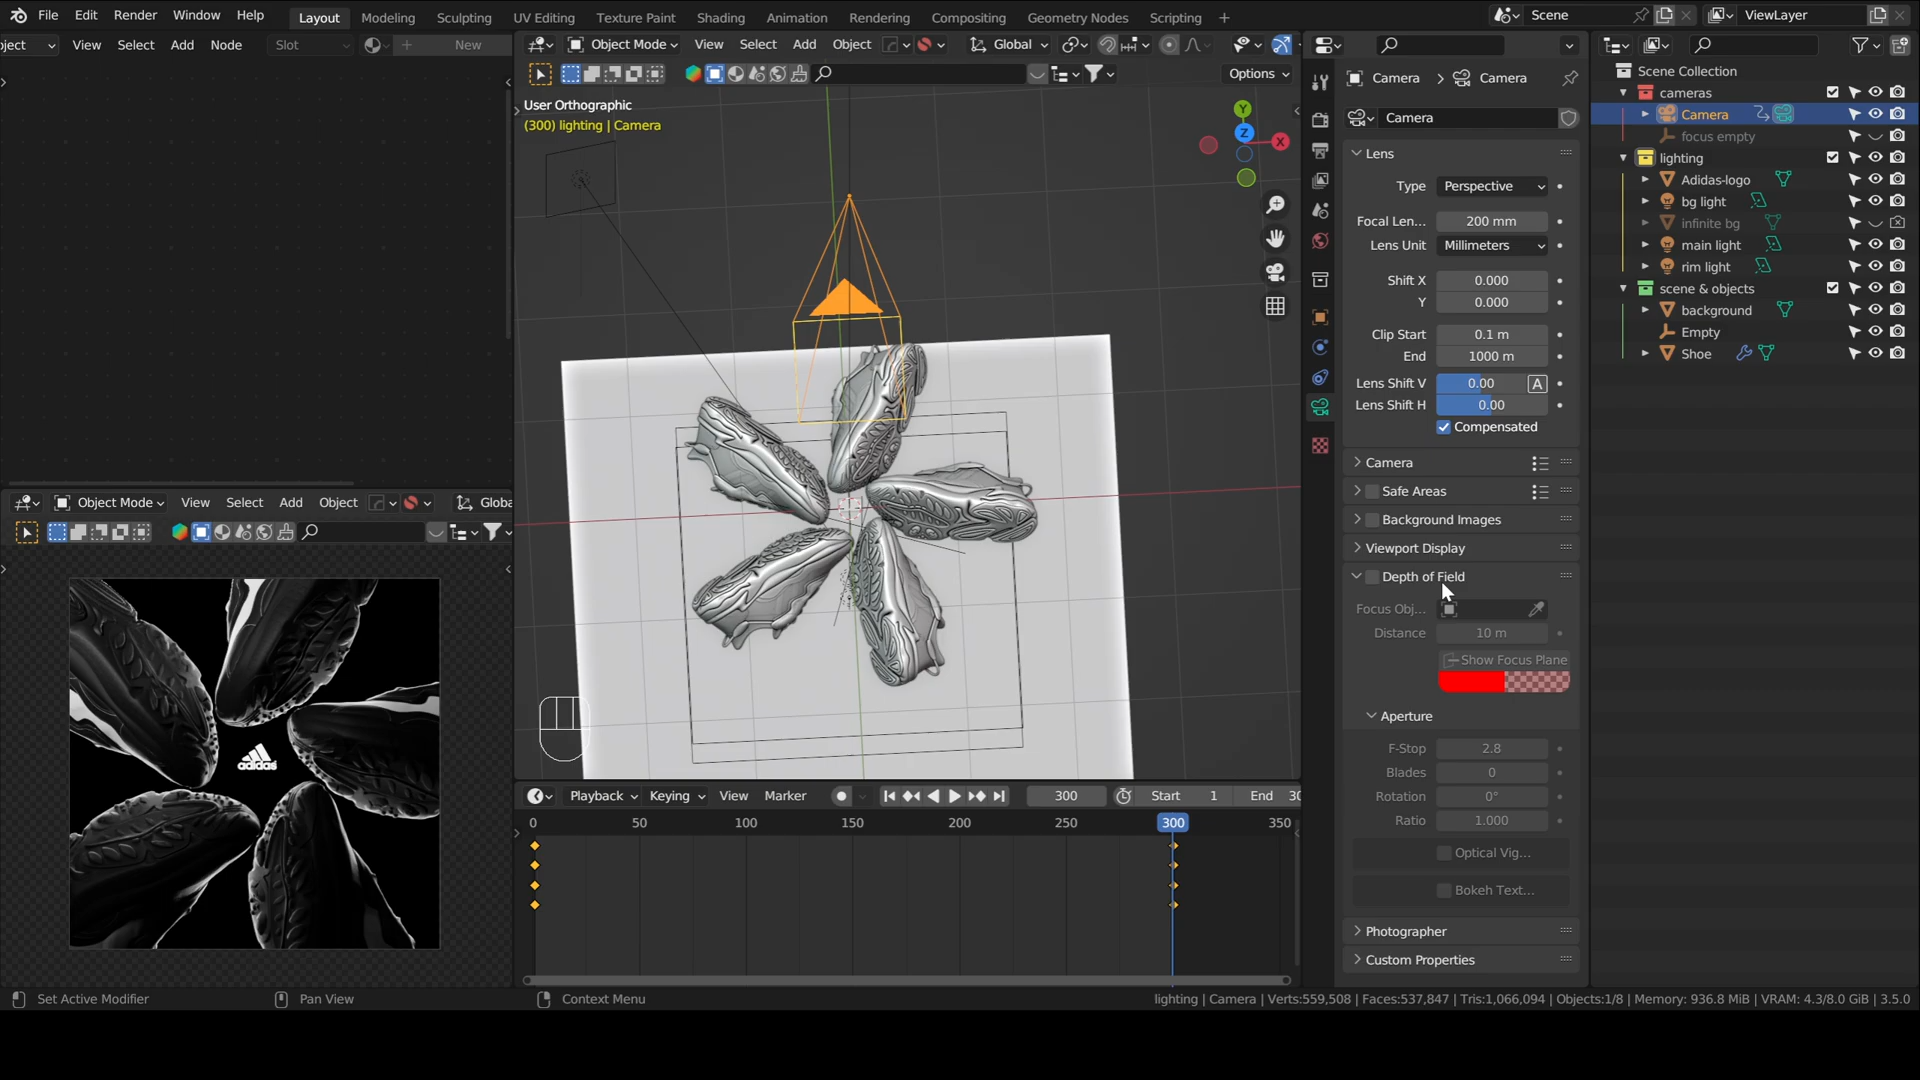 File Edit Render Window Help Layout Modeling Sculpting UV Editing Texture Paint Shading Animation Rendering Compositing Geometry Nodes Scripting + Scene ViewLayer
ject View Select Add Node Slot New
Object Mode View Select Add Object Global
Options
User Orthographic
(300) lighting | Camera
Y
Z
X
Object Mode View Select Add Object Globa
adidas
Playback Keying View Marker 300 Start 1 End 30
0 50 100 150 200 250 300 350
Camera > Camera
Camera
Lens
Type Perspective
Focal Len... 200 mm
Lens Unit Millimeters
Shift X 0.000
Y 0.000
Clip Start 0.1 m
End 1000 m
Lens Shift V 0.00 A
Lens Shift H 0.00
Compensated
Camera
Safe Areas
Background Images
Viewport Display
Depth of Field
Focus Obj...
Distance 10 m
Show Focus Plane
Aperture
F-Stop 2.8
Blades 0
Rotation 0°
Ratio 1.000
Optical Vig...
Bokeh Text...
Photographer
Custom Properties
Scene Collection
cameras
Camera
focus empty
lighting
Adidas-logo
bg light
infinite bg
main light
rim light
scene & objects
background
Empty
Shoe
Set Active Modifier Pan View Context Menu lighting | Camera | Verts:559,508 | Faces:537,847 | Tris:1,066,094 | Objects:1/8 | Memory: 936.8 MiB | VRAM: 4.3/8.0 GiB | 3.5.0